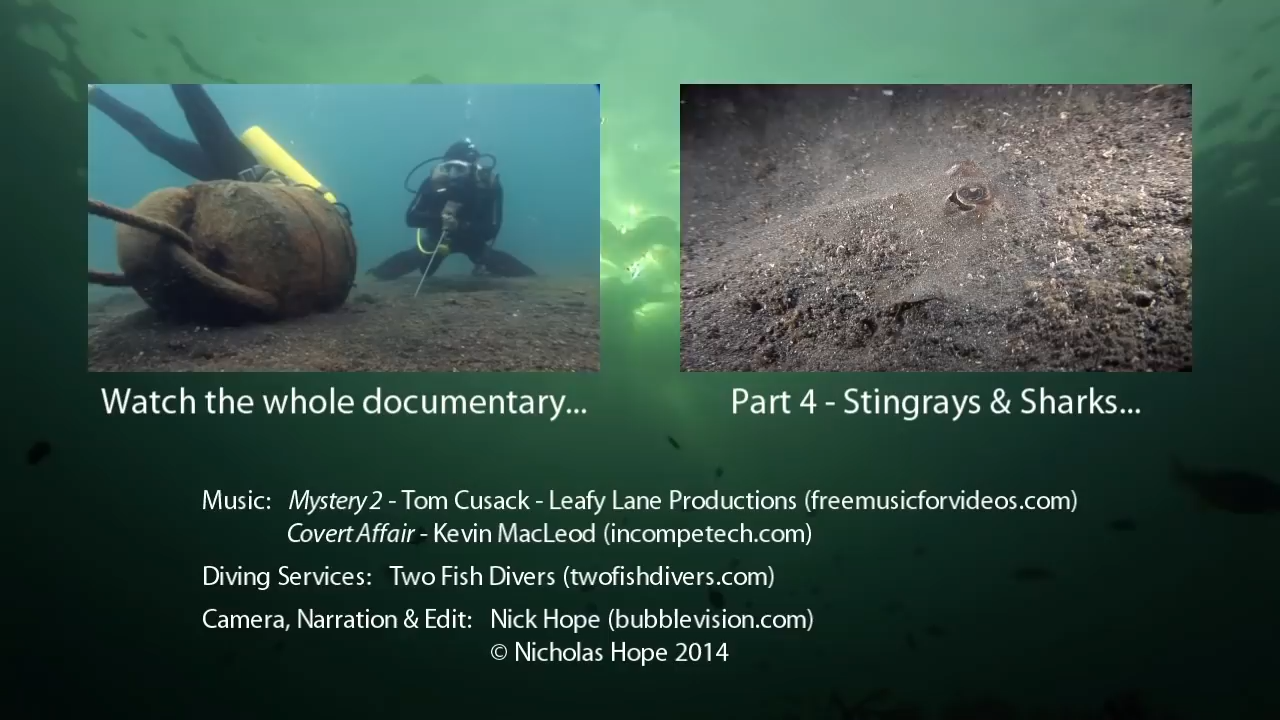 Watch the whole documentary...
Part 4 - Stingrays & Sharks...
Music: Mystery 2 - Tom Cusack - Leafy Lane Productions (freemusicforvideos.com)
Covert Affair - Kevin MacLeod (incompetech.com)
Diving Services: Two Fish Divers (twofishdivers.com)
Camera, Narration & Edit: Nick Hope (bubblevision.com)
© Nicholas Hope 2014